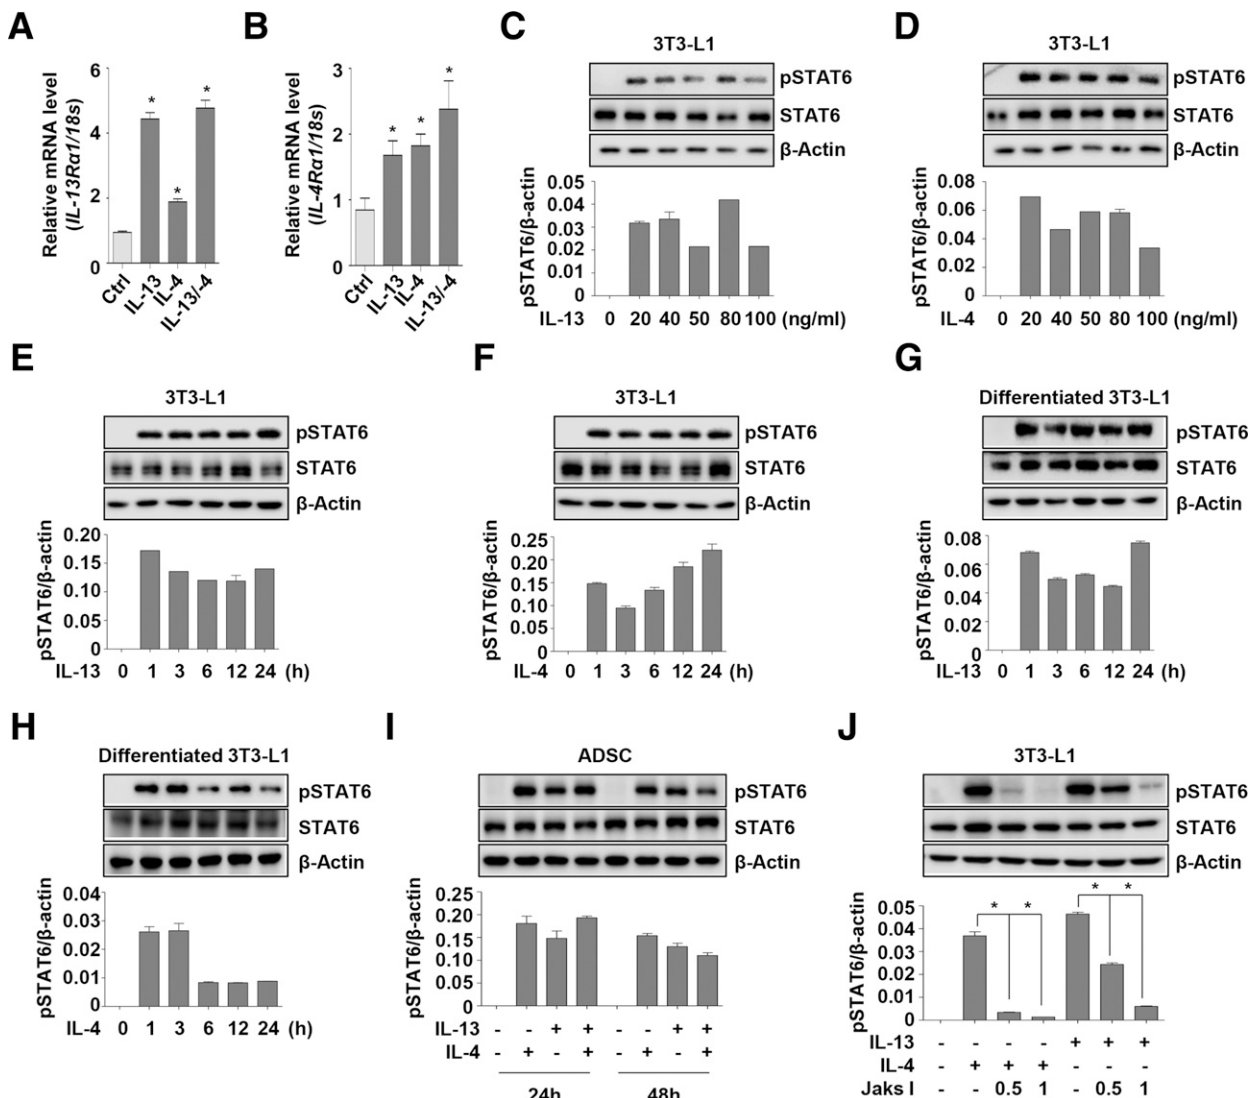 A
Relative mRNA level
(IL-13Rα1/18s)
6
4
2
0
* * *
Ctrl
IL-13
IL-4
IL-13/-4
B
Relative mRNA level
(IL-4Rα1/18s)
3
2
1
0
* * *
Ctrl
IL-13
IL-4
IL-13/-4
C
3T3-L1
pSTAT6
STAT6
β-Actin
pSTAT6/β-actin
0.05
0.04
0.03
0.02
0.01
0
IL-13 0 20 40 50 80 100 (ng/ml)
D
3T3-L1
pSTAT6
STAT6
β-Actin
pSTAT6/β-actin
0.08
0.06
0.04
0.02
0
IL-4 0 20 40 50 80 100 (ng/ml)
E
3T3-L1
pSTAT6
STAT6
β-Actin
pSTAT6/β-actin
0.20
0.15
0.10
0.05
0
IL-13 0 1 3 6 12 24 (h)
F
3T3-L1
pSTAT6
STAT6
β-Actin
pSTAT6/β-actin
0.25
0.20
0.15
0.10
0.05
0
IL-4 0 1 3 6 12 24 (h)
G
Differentiated 3T3-L1
pSTAT6
STAT6
β-Actin
pSTAT6/β-actin
0.08
0.06
0.04
0.02
0
IL-13 0 1 3 6 12 24 (h)
H
Differentiated 3T3-L1
pSTAT6
STAT6
β-Actin
pSTAT6/β-actin
0.04
0.03
0.02
0.01
0
IL-4 0 1 3 6 12 24 (h)
I
ADSC
pSTAT6
STAT6
β-Actin
pSTAT6/β-actin
0.25
0.20
0.15
0.10
0.05
0
IL-13 - - + + - - + +
IL-4 - + - + - + - +
24h 48h
J
3T3-L1
pSTAT6
STAT6
β-Actin
pSTAT6/β-actin
0.05
0.04
0.03
0.02
0.01
0
* * * *
IL-13 - - - - + + +
IL-4 - + + + - - -
Jaks I - - 0.5 1 - 0.5 1